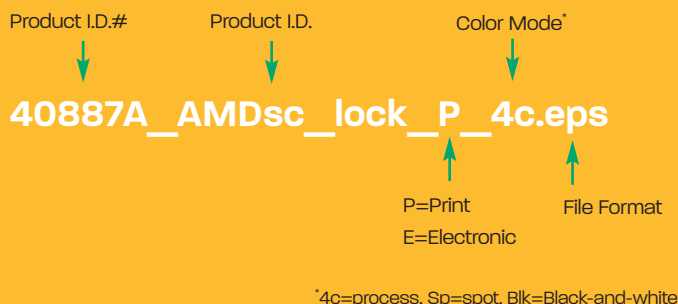 Product I.D.# Product I.D. Color Mode*
40887A_AMDsc_lock_P_4c.eps
P=Print File Format
E=Electronic
*4c=process, Sp=spot, Blk=Black-and-white